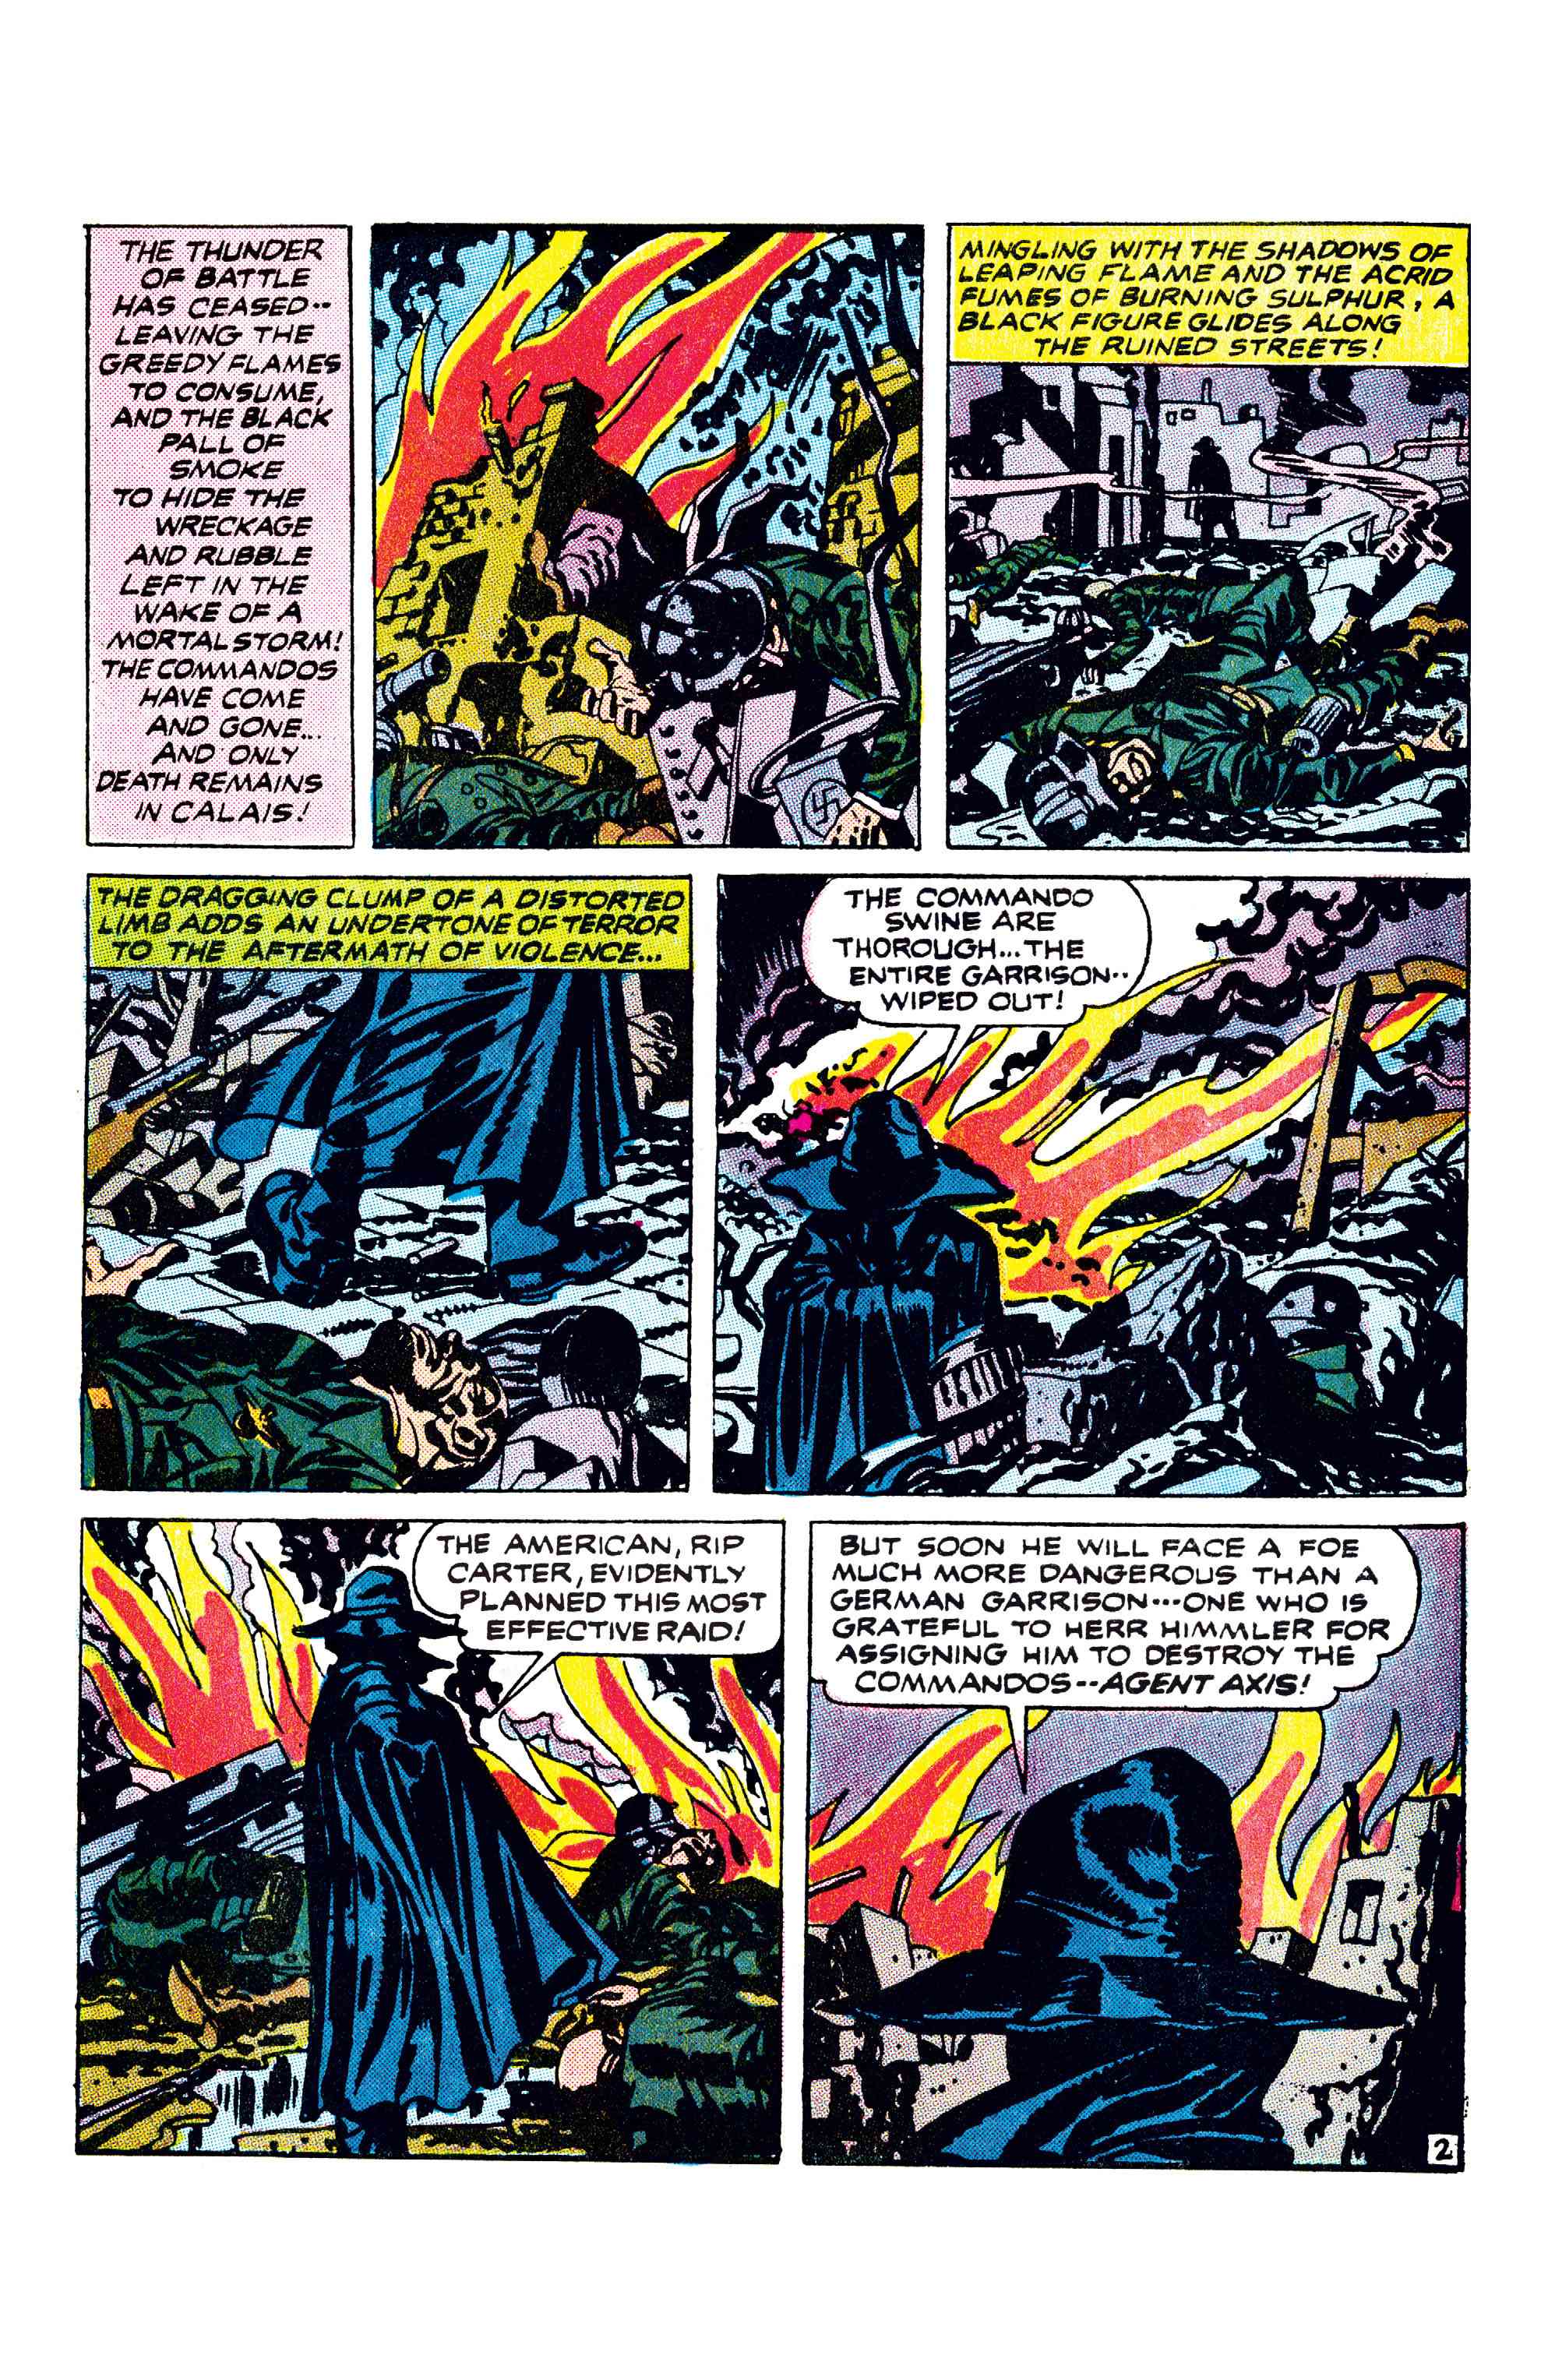 THE THUNDER
OF BATTLE
HAS CEASED--
LEAVING THE
GREEDY FLAMES
TO CONSUME,
AND THE BLACK
PALL OF
SMOKE
TO HIDE THE
WRECKAGE
AND RUBBLE
LEFT IN THE
WAKE OF A
MORTAL STORM!
THE COMMANDOS
HAVE COME
AND GONE...
AND ONLY
DEATH REMAINS
IN CALAIS!
MINGLING WITH THE SHADOWS OF
LEAPING FLAME AND THE ACRID
FUMES OF BURNING SULPHUR, A
BLACK FIGURE GLIDES ALONG
THE RUINED STREETS!
THE DRAGGING CLUMP OF A DISTORTED
LIMB ADDS AN UNDERTONE OF TERROR
TO THE AFTERMATH OF VIOLENCE...
THE COMMANDO
SWINE ARE
THOROUGH...THE
ENTIRE GARRISON--
WIPED OUT!
THE AMERICAN, RIP
CARTER, EVIDENTLY
PLANNED THIS MOST
EFFECTIVE RAID!
BUT SOON HE WILL FACE A FOE
MUCH MORE DANGEROUS THAN A
GERMAN GARRISON---ONE WHO IS
GRATEFUL TO HERR HIMMLER FOR
ASSIGNING HIM TO DESTROY THE
COMMANDOS--AGENT AXIS!
2